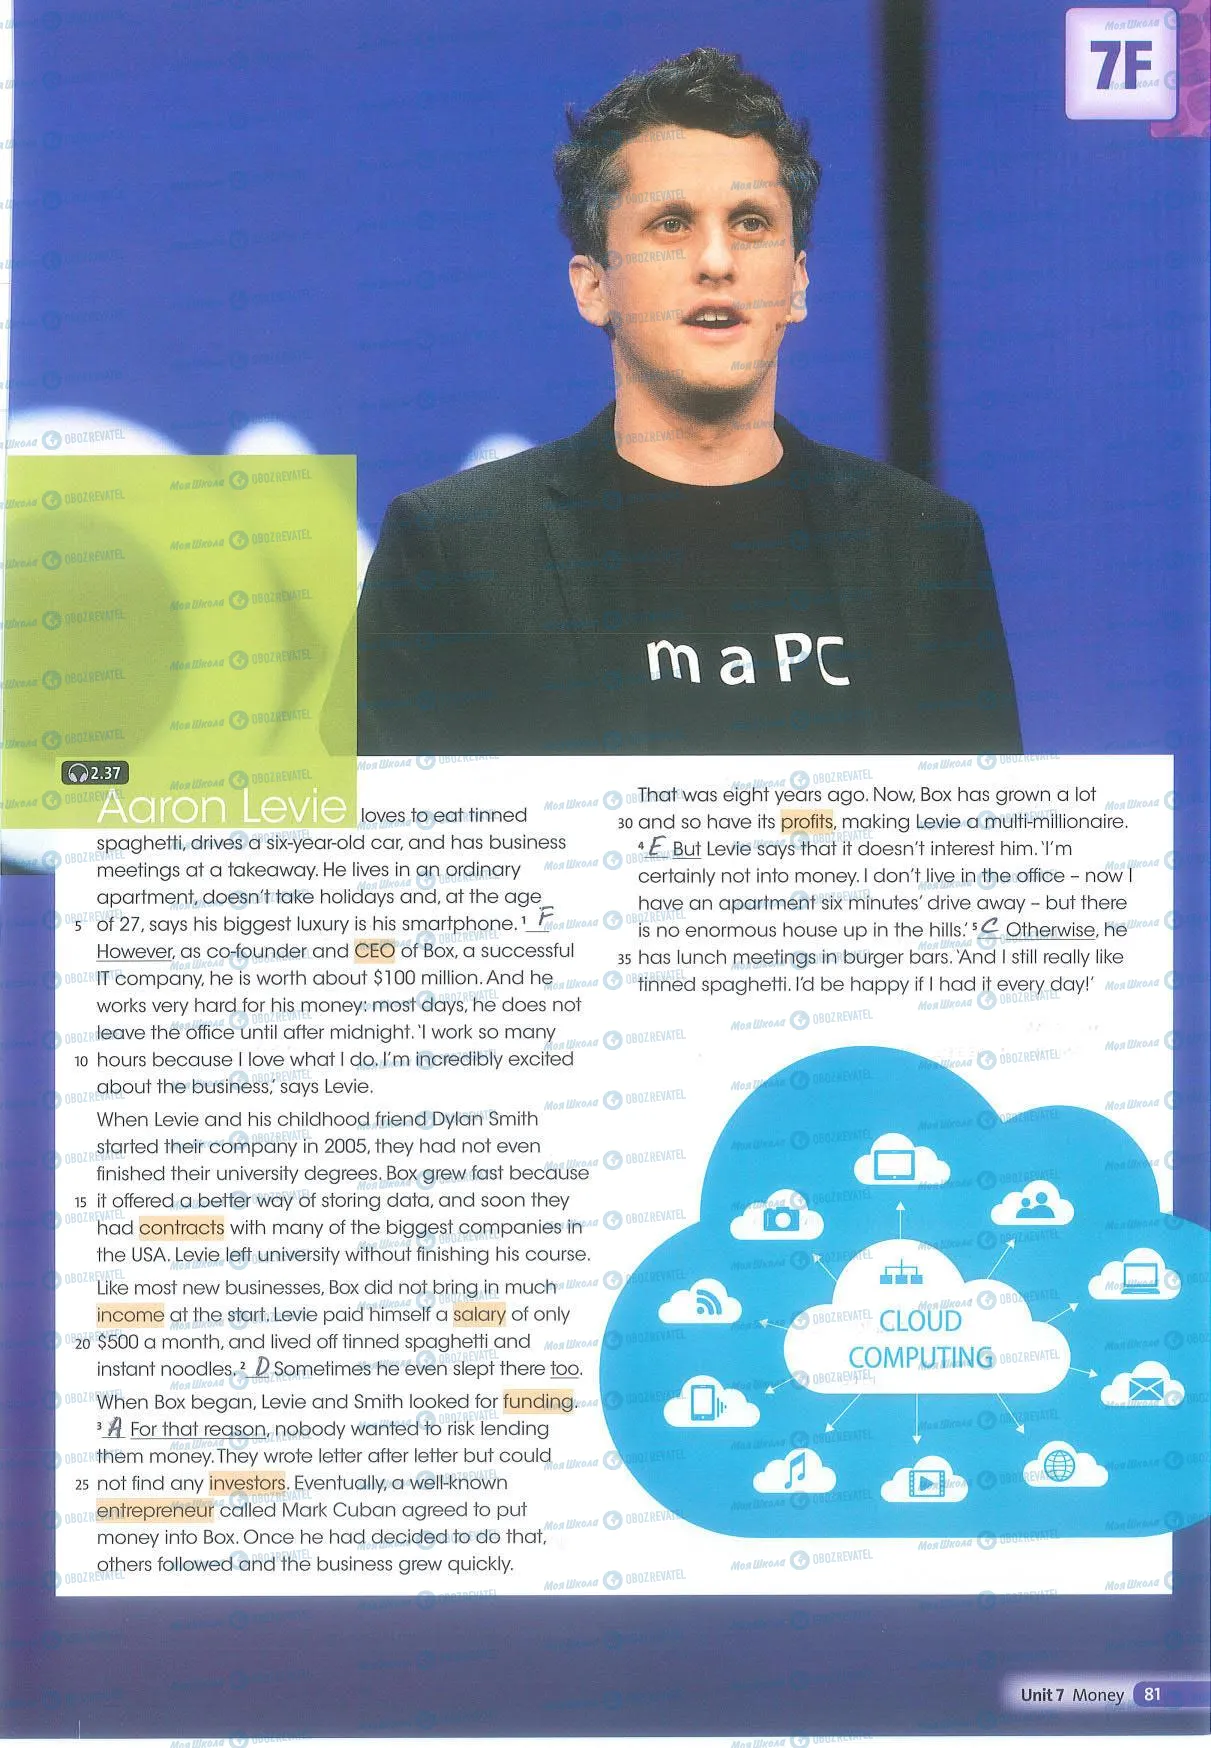 7F
m a PC
2.37
Aaron Levie loves to eat tinned
spaghetti, drives a six-year-old car, and has business
meetings at a takeaway. He lives in an ordinary
apartment, doesn't take holidays and, at the age
5 of 27, says his biggest luxury is his smartphone. ¹ F
However, as co-founder and CEO of Box, a successful
IT company, he is worth about $100 million. And he
works very hard for his money: most days, he does not
leave the office until after midnight. 'I work so many
10 hours because I love what I do. I'm incredibly excited
about the business,' says Levie.
When Levie and his childhood friend Dylan Smith
started their company in 2005, they had not even
finished their university degrees. Box grew fast because
15 it offered a better way of storing data, and soon they
had contracts with many of the biggest companies in
the USA. Levie left university without finishing his course.
Like most new businesses, Box did not bring in much
income at the start. Levie paid himself a salary of only
20 $500 a month, and lived off tinned spaghetti and
instant noodles. ² D Sometimes he even slept there too.
When Box began, Levie and Smith looked for funding.
³ A For that reason, nobody wanted to risk lending
them money. They wrote letter after letter but could
25 not find any investors. Eventually, a well-known
entrepreneur called Mark Cuban agreed to put
money into Box. Once he had decided to do that,
others followed and the business grew quickly.
That was eight years ago. Now, Box has grown a lot
30 and so have its profits, making Levie a multi-millionaire.
⁴ E But Levie says that it doesn't interest him. 'I'm
certainly not into money. I don't live in the office – now I
have an apartment six minutes' drive away – but there
is no enormous house up in the hills.' ⁵ C Otherwise, he
35 has lunch meetings in burger bars. 'And I still really like
tinned spaghetti. I'd be happy if I had it every day!'
CLOUD
COMPUTING
Unit 7 Money 81
Моя Школа OBOZREVATEL